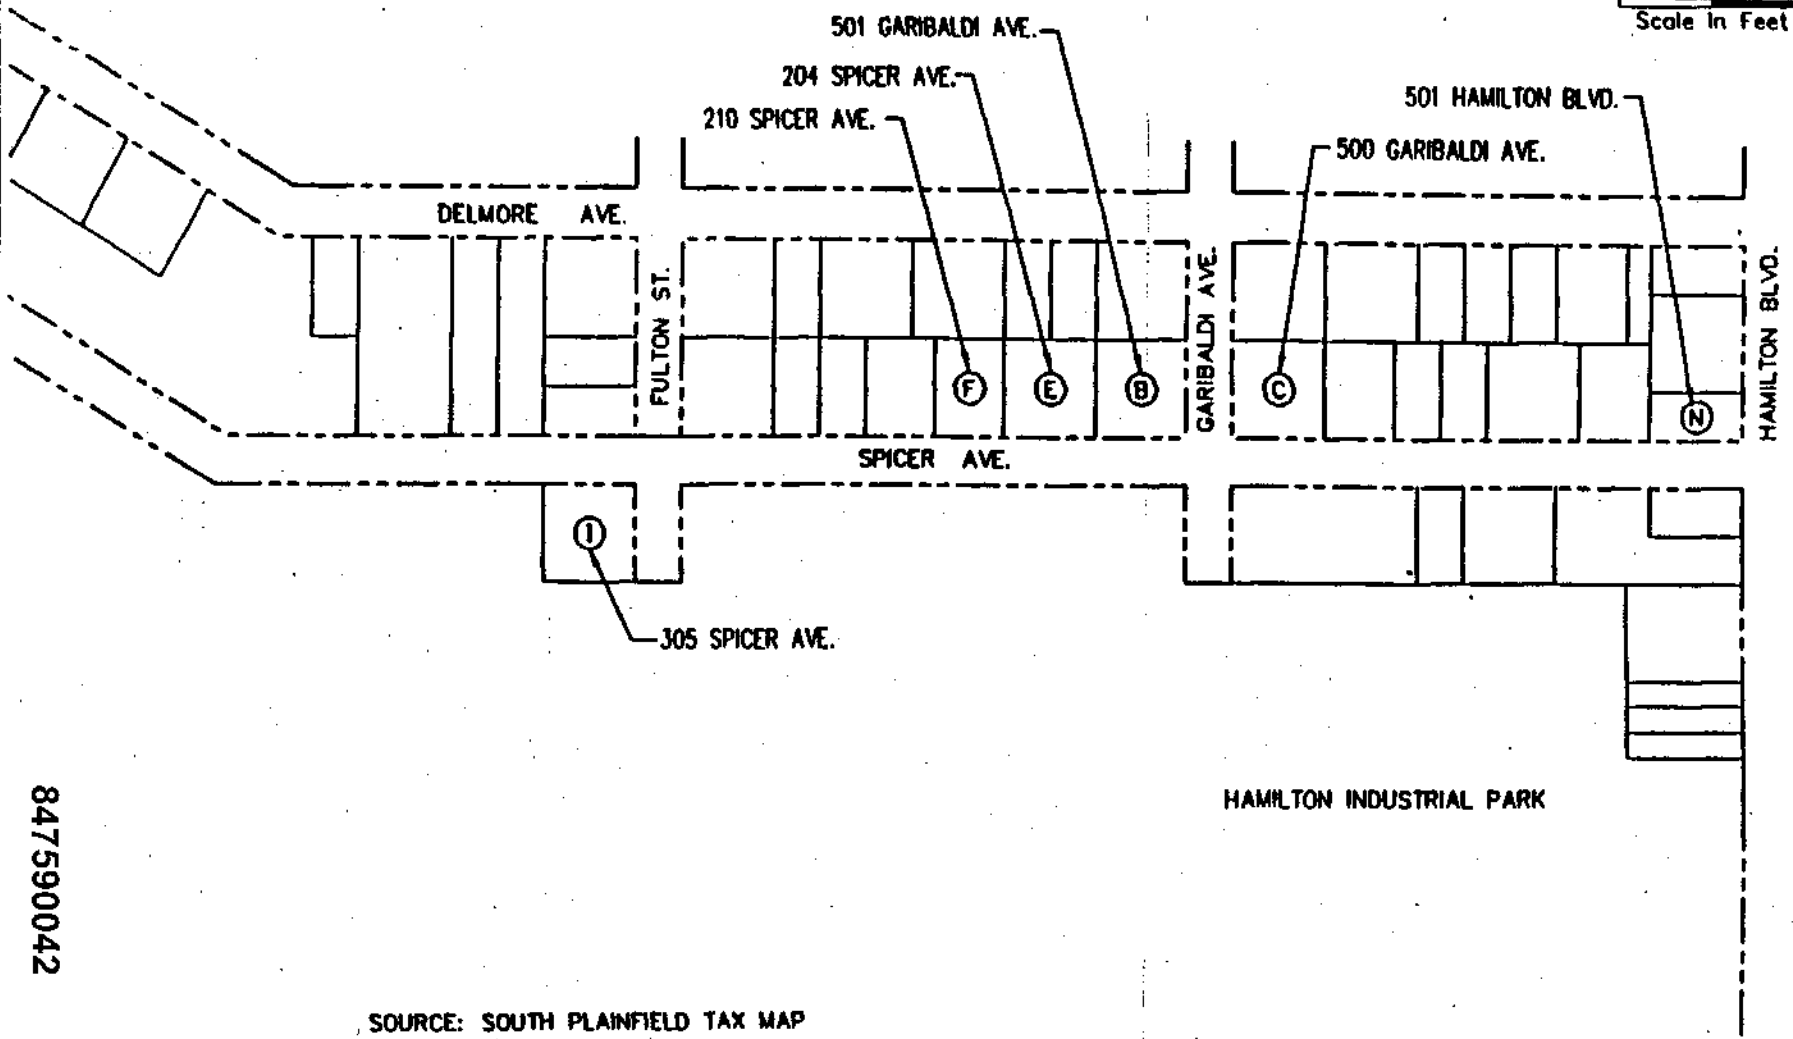 Scale In Feet
501 GARIBALDI AVE.
204 SPICER AVE.
210 SPICER AVE.
501 HAMILTON BLVD.
500 GARIBALDI AVE.
DELMORE AVE.
FULTON ST.
GARIBALDI AVE.
HAMILTON BLVD.
F
E
B
C
N
SPICER AVE.
I
305 SPICER AVE.
HAMILTON INDUSTRIAL PARK
847590042
SOURCE: SOUTH PLAINFIELD TAX MAP